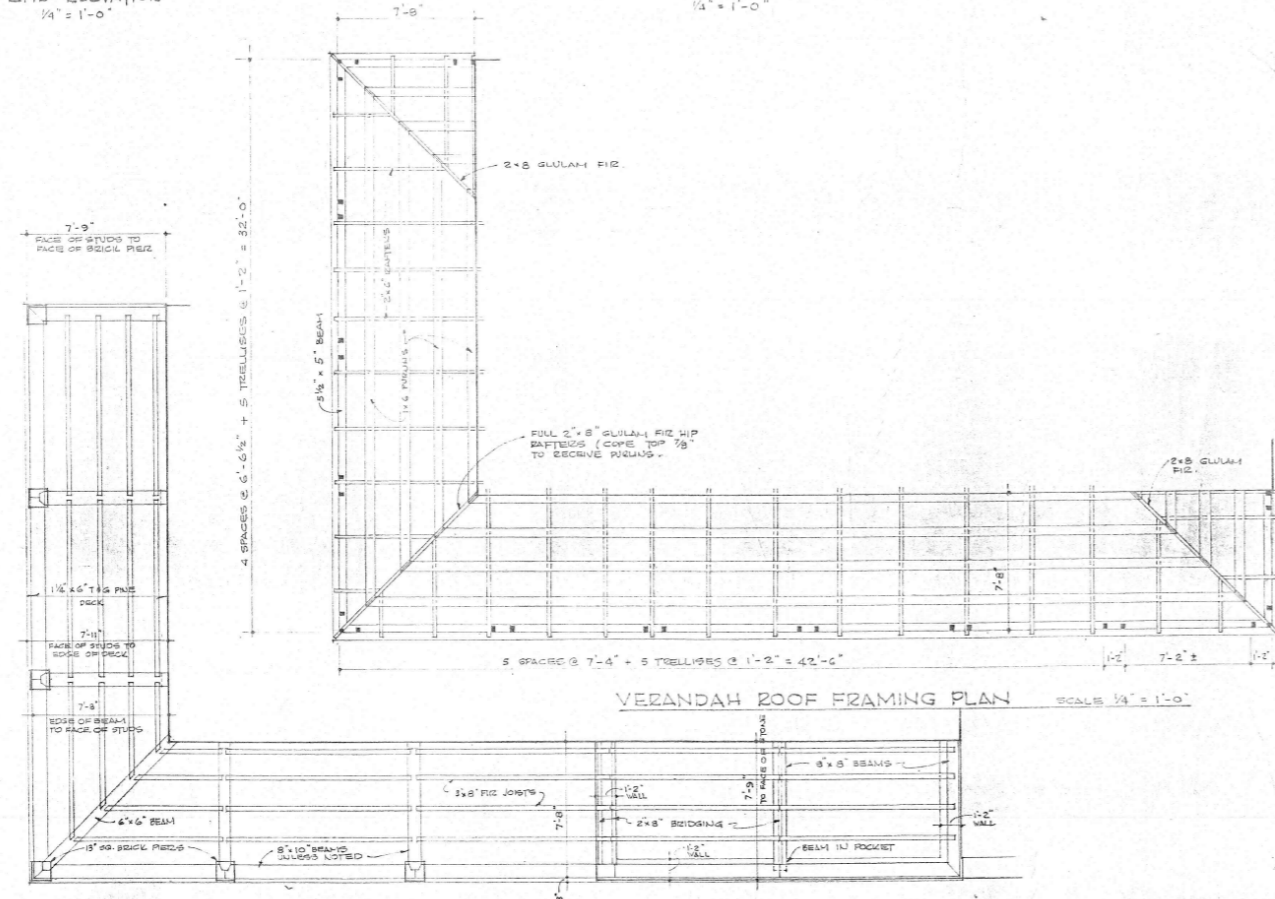 1/4" = 1'-0"
1/4" = 1'-0"
7'-8"
2×8 GLULAM FIR.
7'-9"
FACE OF STUDS TO
FACE OF BRICK PIER
4 SPACES @ 6'-6 1/2" + 5 TRELLISES @ 1'-2" = 32'-0"
2"×6" RAFTERS
5 1/2" × 5" BEAM
1×6 PURLINS
FULL 2"×8" GLULAM FIR HIP
RAFTERS (COPE TOP 7/8"
TO RECEIVE PURLINS.
2×8 GLULAM
FIR.
7'-8"
1 1/4" × 6" T&G PINE
DECK
7'-11"
FACE OF STUDS TO
EDGE OF DECK
5 SPACES @ 7'-4" + 5 TRELLISES @ 1'-2" = 42'-6"
1'-2"
7'-2" ±
1'-2"
7'-8"
EDGE OF BEAM
TO FACE OF STUDS
VERANDAH ROOF FRAMING PLAN SCALE 1/4" = 1'-0"
8"×8" BEAMS
3"×8" FIR JOISTS
1'-2"
WALL
7'-8"
7'-9"
TO FACE OF STONE
6"×6" BEAM
2"×8" BRIDGING
1'-2"
WALL
13" SQ. BRICK PIERS
8"×10" BEAMS
UNLESS NOTED
1'-2"
WALL
BEAM IN POCKET